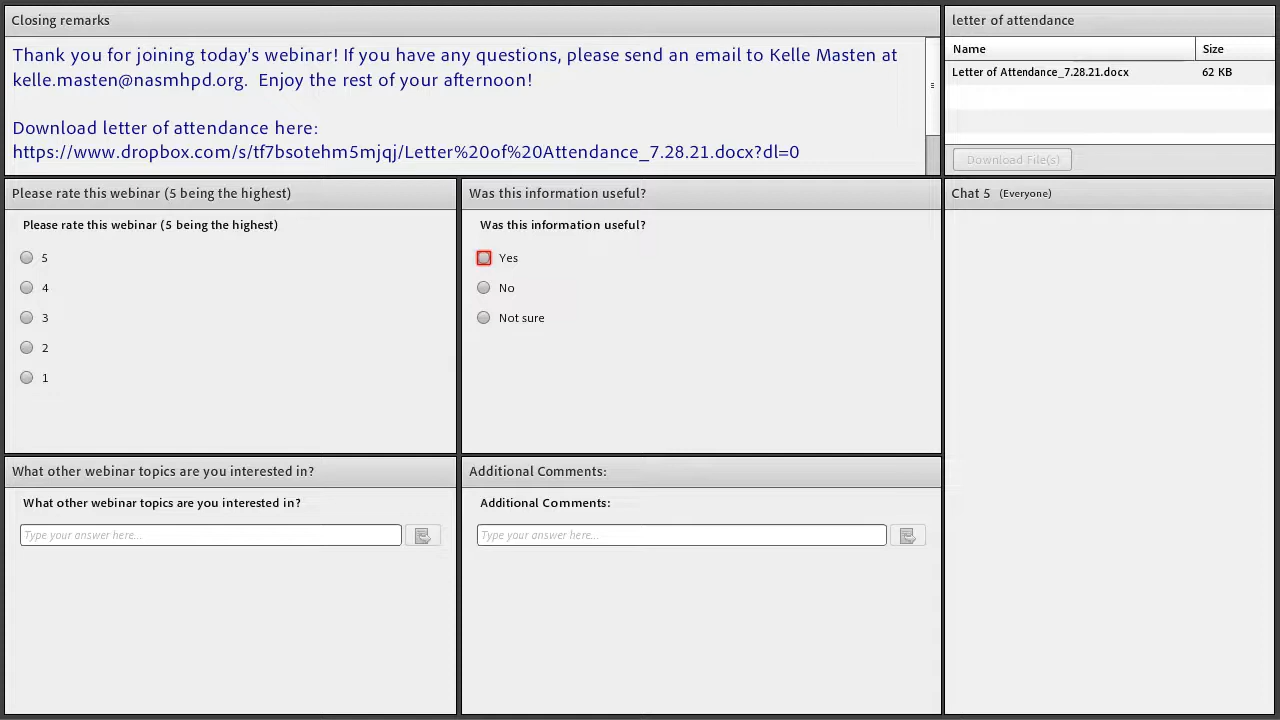 Closing remarks
Thank you for joining today's webinar! If you have any questions, please send an email to Kelle Masten at
kelle.masten@nasmhpd.org.  Enjoy the rest of your afternoon!
Download letter of attendance here:
https://www.dropbox.com/s/tf7bsotehm5mjqj/Letter%20of%20Attendance_7.28.21.docx?dl=0
letter of attendance
Name Size
Letter of Attendance_7.28.21.docx 62 KB
Download File(s)
Please rate this webinar (5 being the highest)
Please rate this webinar (5 being the highest)
5
4
3
2
1
Was this information useful?
Was this information useful?
Yes
No
Not sure
Chat 5 (Everyone)
What other webinar topics are you interested in?
What other webinar topics are you interested in?
Type your answer here...
Additional Comments:
Additional Comments:
Type your answer here...